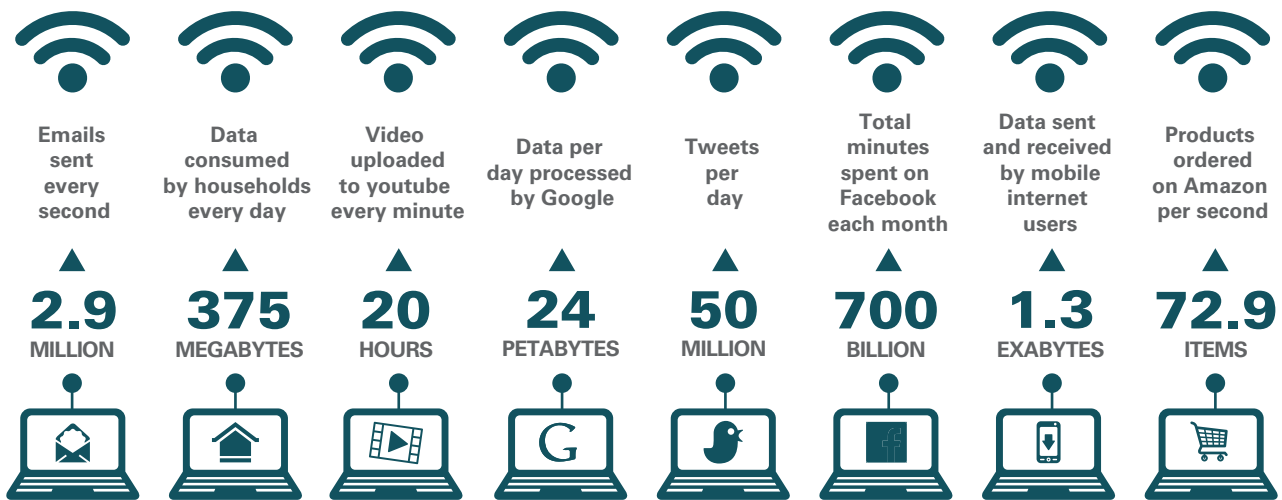 Emails
sent
every
second
2.9
MILLION
Data
consumed
by households
every day
375
MEGABYTES
Video
uploaded
to youtube
every minute
20
HOURS
Data per
day processed
by Google
24
PETABYTES
G
Tweets
per
day
50
MILLION
Total
minutes
spent on
Facebook
each month
700
BILLION
f
Data sent
and received
by mobile
internet
users
1.3
EXABYTES
Products
ordered
on Amazon
per second
72.9
ITEMS